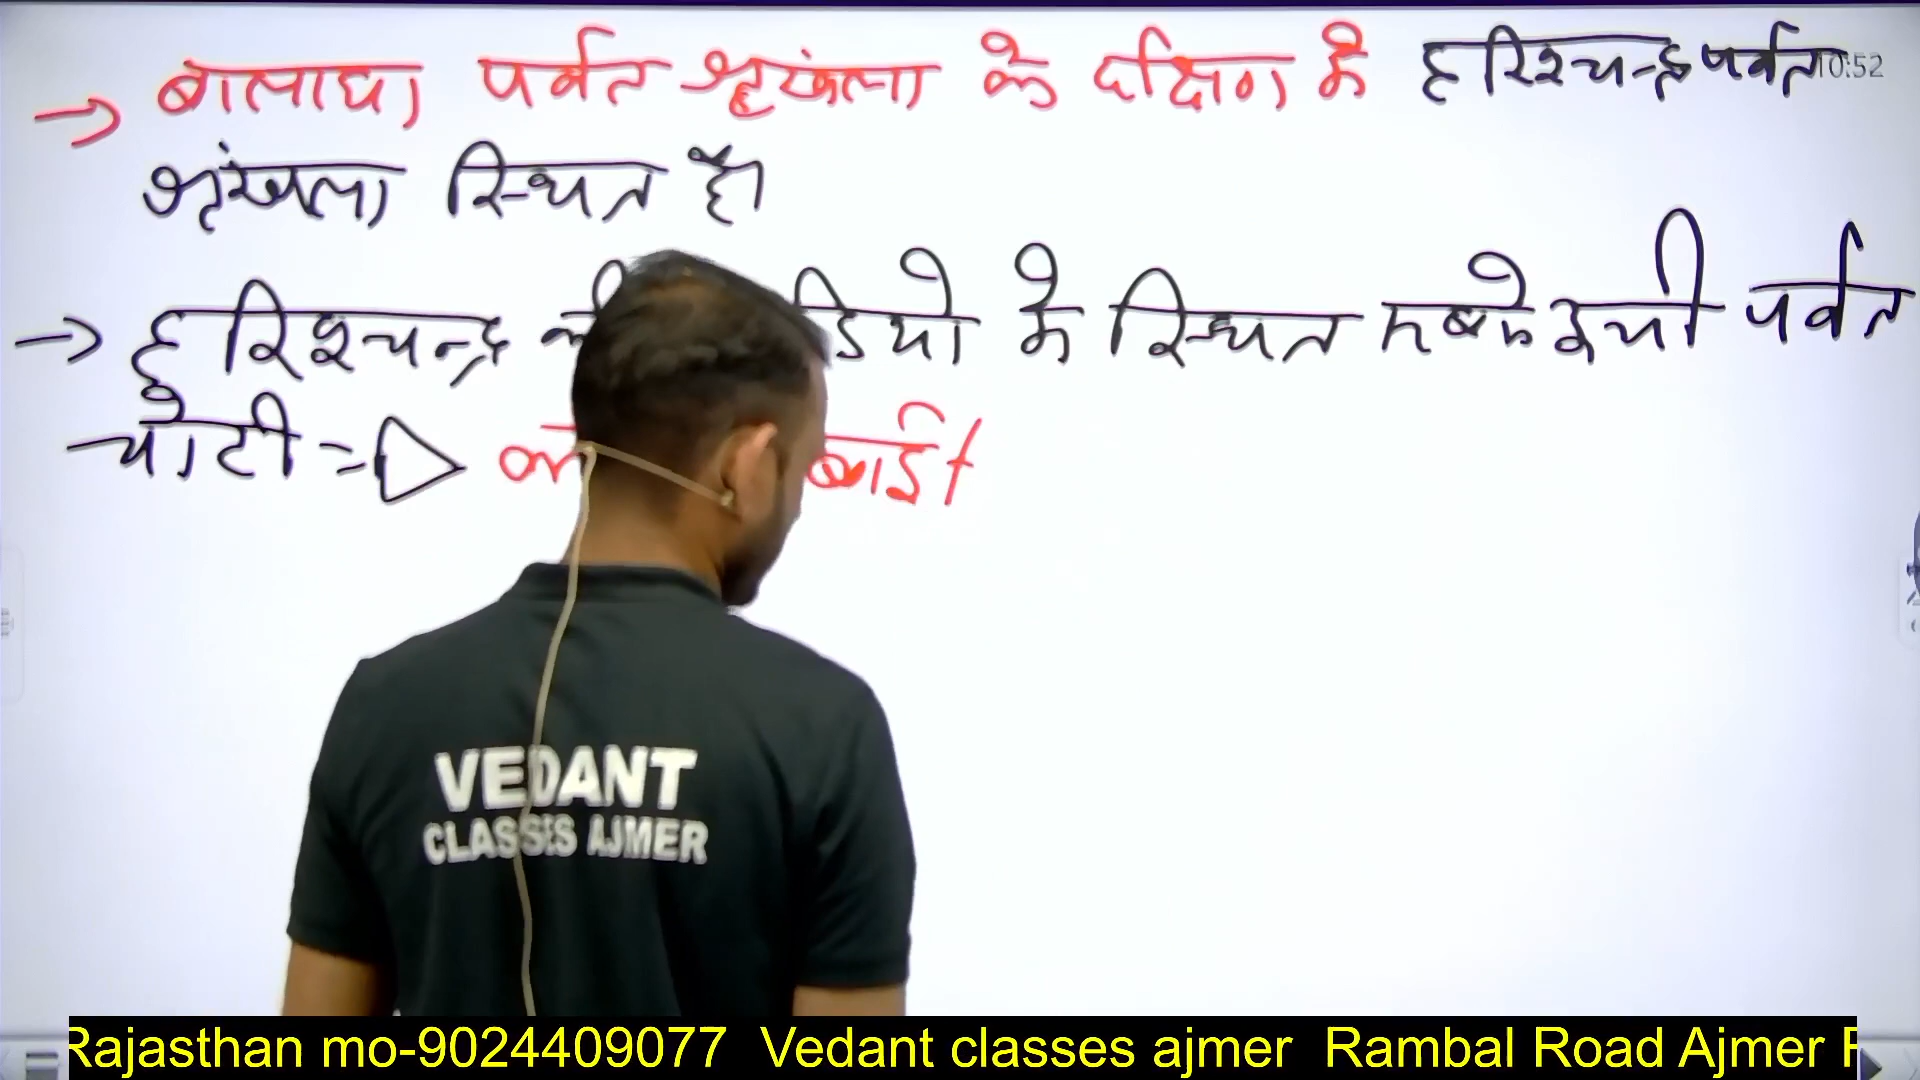 → बालाघा पर्वत श्रृंखला के दक्षिण में हरिश्चन्द्र पर्वत 10:52
श्रृंखला स्थित है।
→ हरिश्चन्द्र की डियो में स्थित सबसे ऊंची पर्वत
चोटी =▷ बाई।
VEDANT
CLASSES AJMER
Rajasthan mo-9024409077 Vedant classes ajmer Rambal Road Ajmer